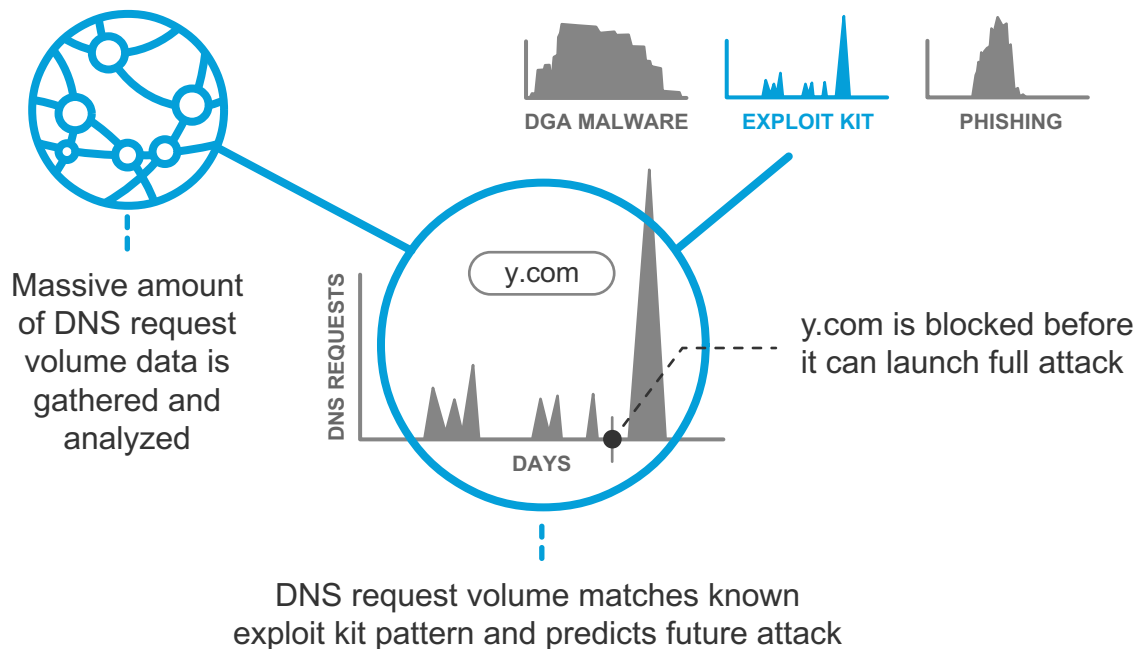 DGA MALWARE
EXPLOIT KIT
PHISHING
Massive amount
of DNS request
volume data is
gathered and
analyzed
DNS REQUESTS
y.com
DAYS
y.com is blocked before
it can launch full attack
DNS request volume matches known
exploit kit pattern and predicts future attack